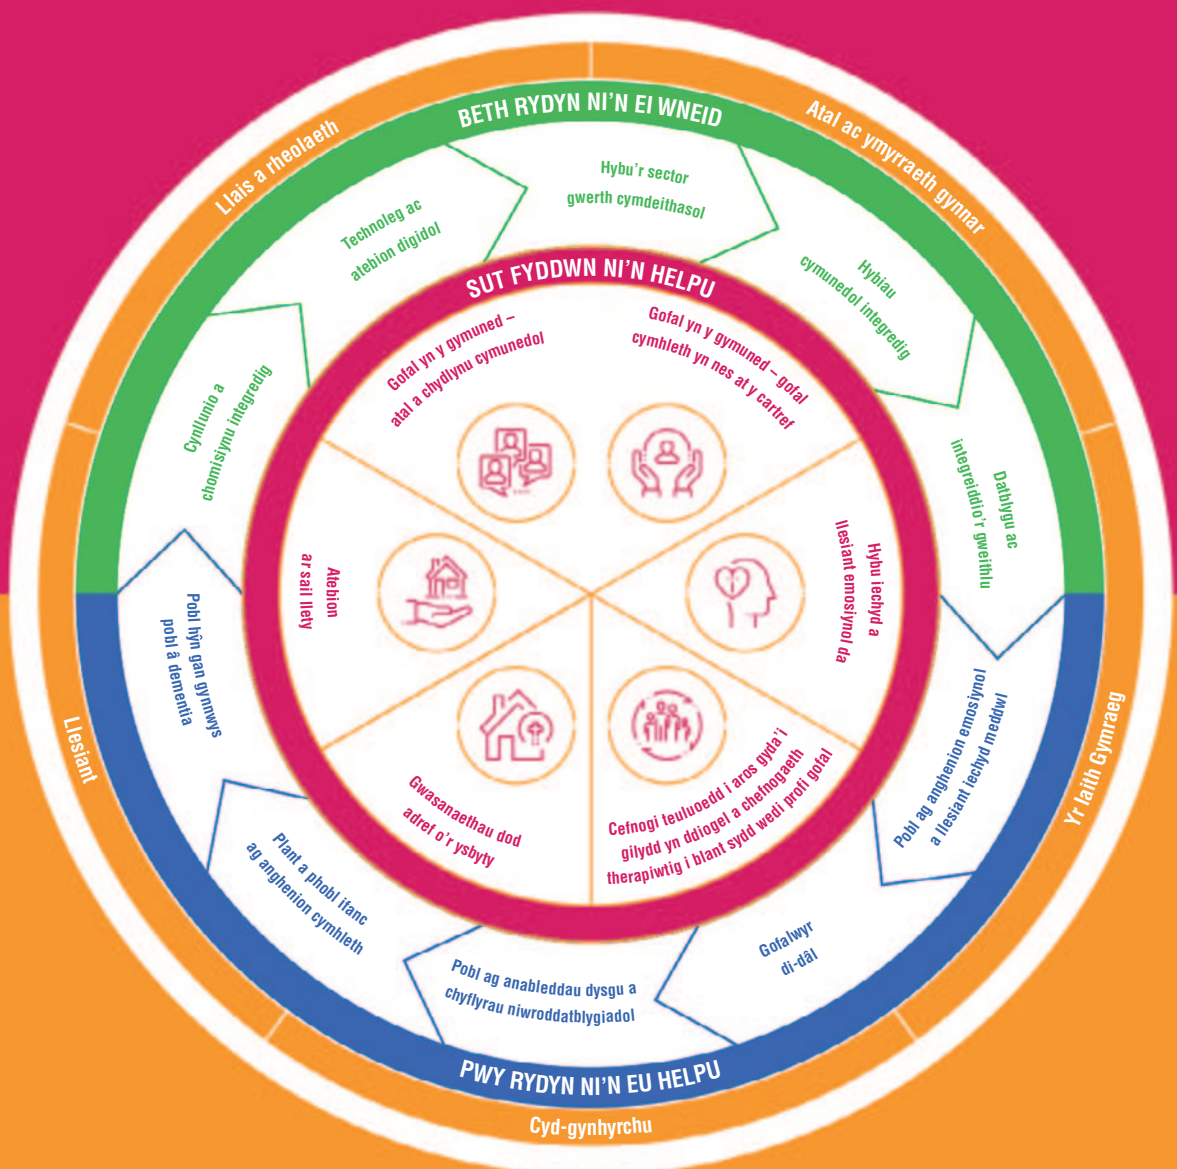 Llais a rheolaeth
Atal ac ymyrraeth gynnar
Yr Iaith Gymraeg
Cyd-gynhyrchu
Llesiant
BETH RYDYN NI'N EI WNEID
Cynllunio a
chomisiynu integredig
Technoleg ac
atebion digidol
Hybu'r sector
gwerth cymdeithasol
Hybiau
cymunedol integredig
Datblygu ac
integreiddio'r gweithlu
PWY RYDYN NI'N EU HELPU
Pobl ag anghenion emosiynol
a llesiant iechyd meddwl
Gofalwyr
di-dâl
Pobl ag anableddau dysgu a
chyflyrau niwroddatblygiadol
Plant a phobl ifanc
ag anghenion cymhleth
Pobl hŷn gan gynnwys
pobl â dementia
SUT FYDDWN NI'N HELPU
Gofal yn y gymuned –
atal a chydlynu cymunedol
Gofal yn y gymuned – gofal
cymhleth yn nes at y cartref
Hybu iechyd a
llesiant emosiynol da
Cefnogi teuluoedd i aros gyda'i
gilydd yn ddiogel a chefnogaeth
therapiwtig i blant sydd wedi profi gofal
Gwasanaethau dod
adref o'r ysbyty
Atebion
ar sail llety